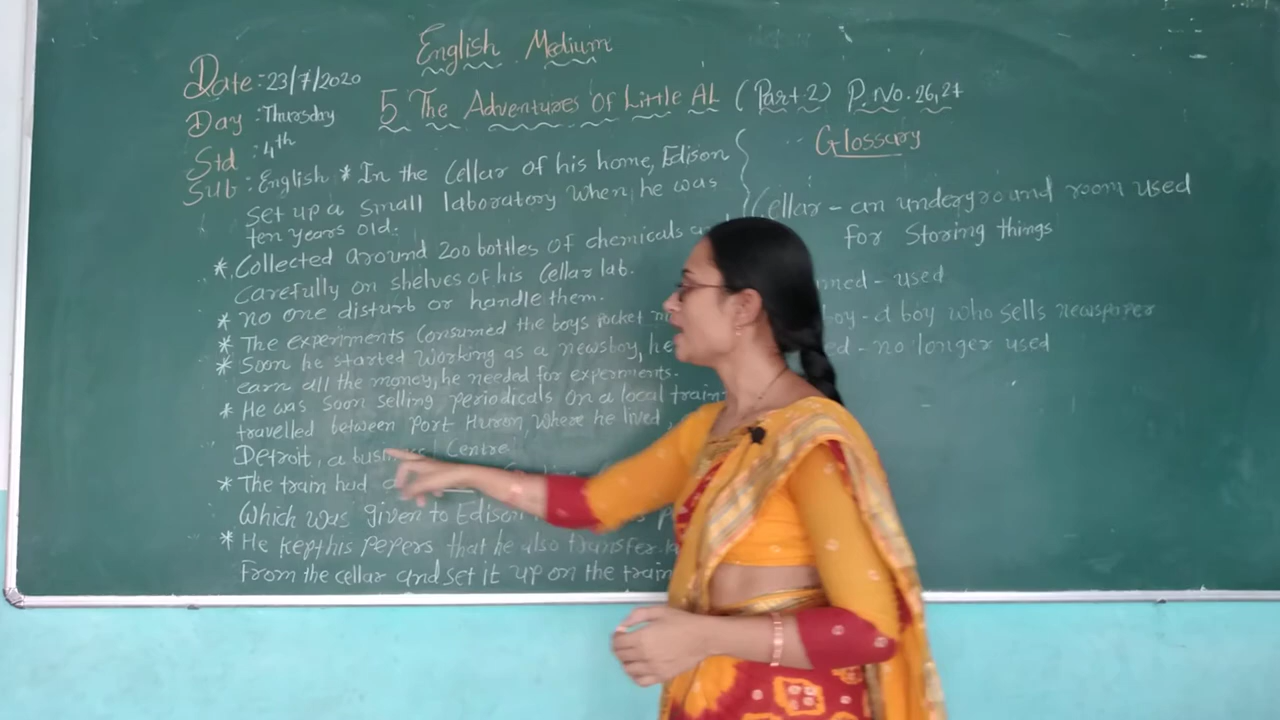 English Medium
Date :23/7/2020
5 The Adventures Of Little AL (Part 2) P. No. 26,27
Day :Thursday
Std :4th
Sub :English
Glossary
* In the Cellar of his home, Edison
set up a small laboratory when, he was
ten years old.
* Collected around 200 bottles of chemicals
carefully on shelves of his Cellar lab.
* no one disturb or handle them.
* The experiments consumed the boys pocket
* Soon he started working as a newsboy, he
earn all the money, he needed for experments.
* He was soon selling periodicals on a local train
travelled between port Huron, where he lived
Detroit, a Centre
* The train had
Which was given to Edison
* He kept his pepers that he also transfer
From the cellar and set it up on the train
Cellar - an underground room used
for storing things
- used
boy - a boy who sells newspaper
- no longer used